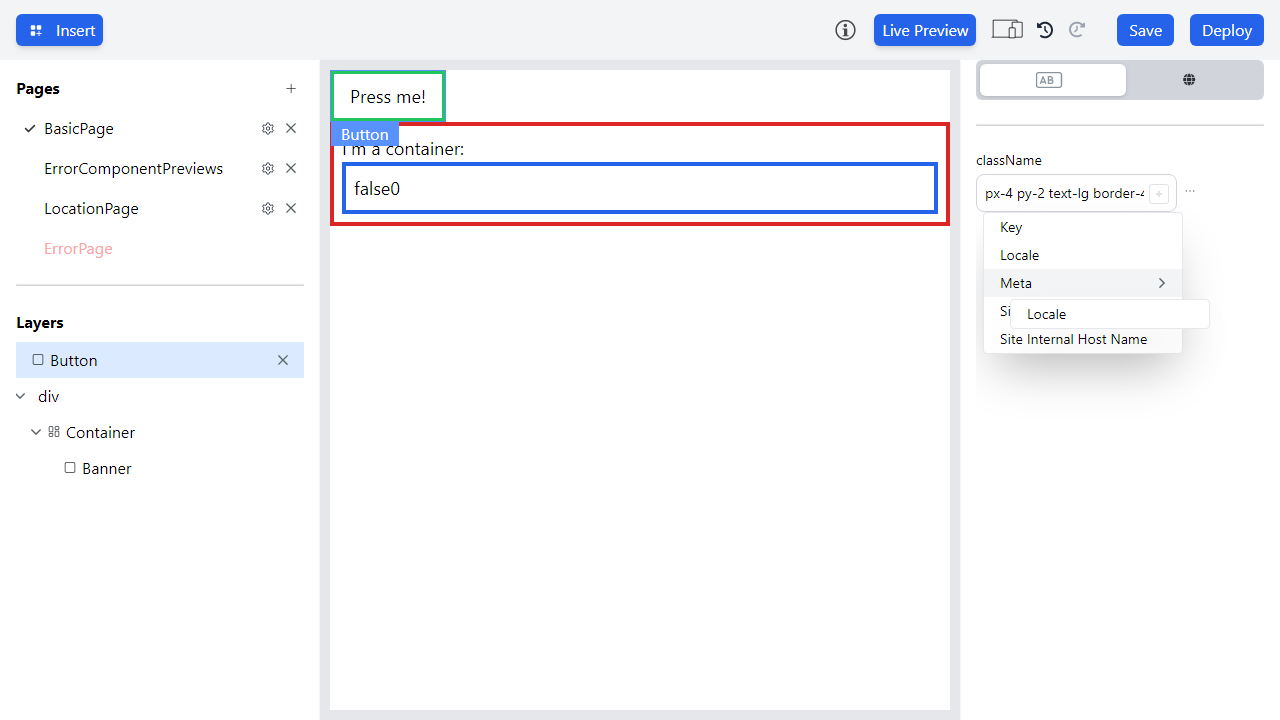 Insert
Live Preview
Save
Deploy
Pages
BasicPage
ErrorComponentPreviews
LocationPage
ErrorPage
Layers
Button
div
Container
Banner
Press me!
Button
I'm a container:
false0
AB
className
px-4 py-2 text-lg border-4
Key
Locale
Meta
Locale
Site Internal Host Name